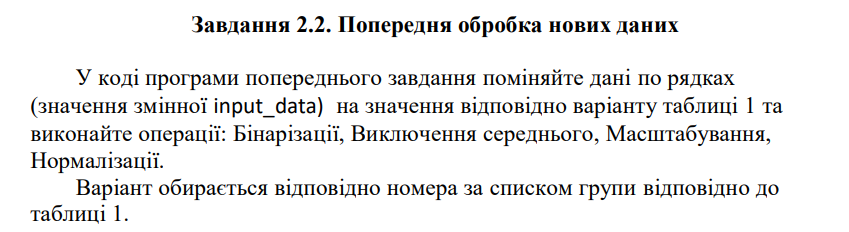 Завдання 2.2. Попередня обробка нових даних
У коді програми попереднього завдання поміняйте дані по рядках
(значення змінної input_data) на значення відповідно варіанту таблиці 1 та
виконайте операції: Бінарізації, Виключення середнього, Масштабування,
Нормалізації.
Варіант обирається відповідно номера за списком групи відповідно до
таблиці 1.